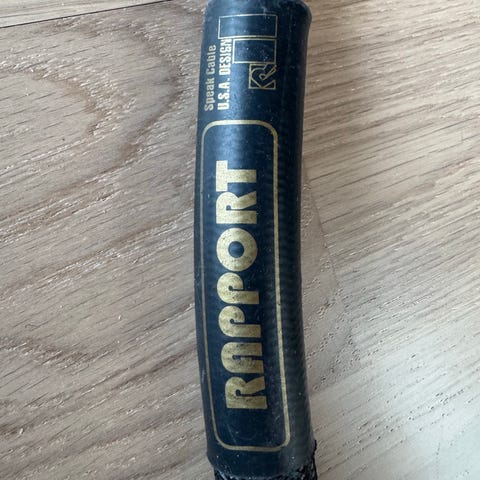 Speak Cable
U.S.A. DESIGN
RAPPORT